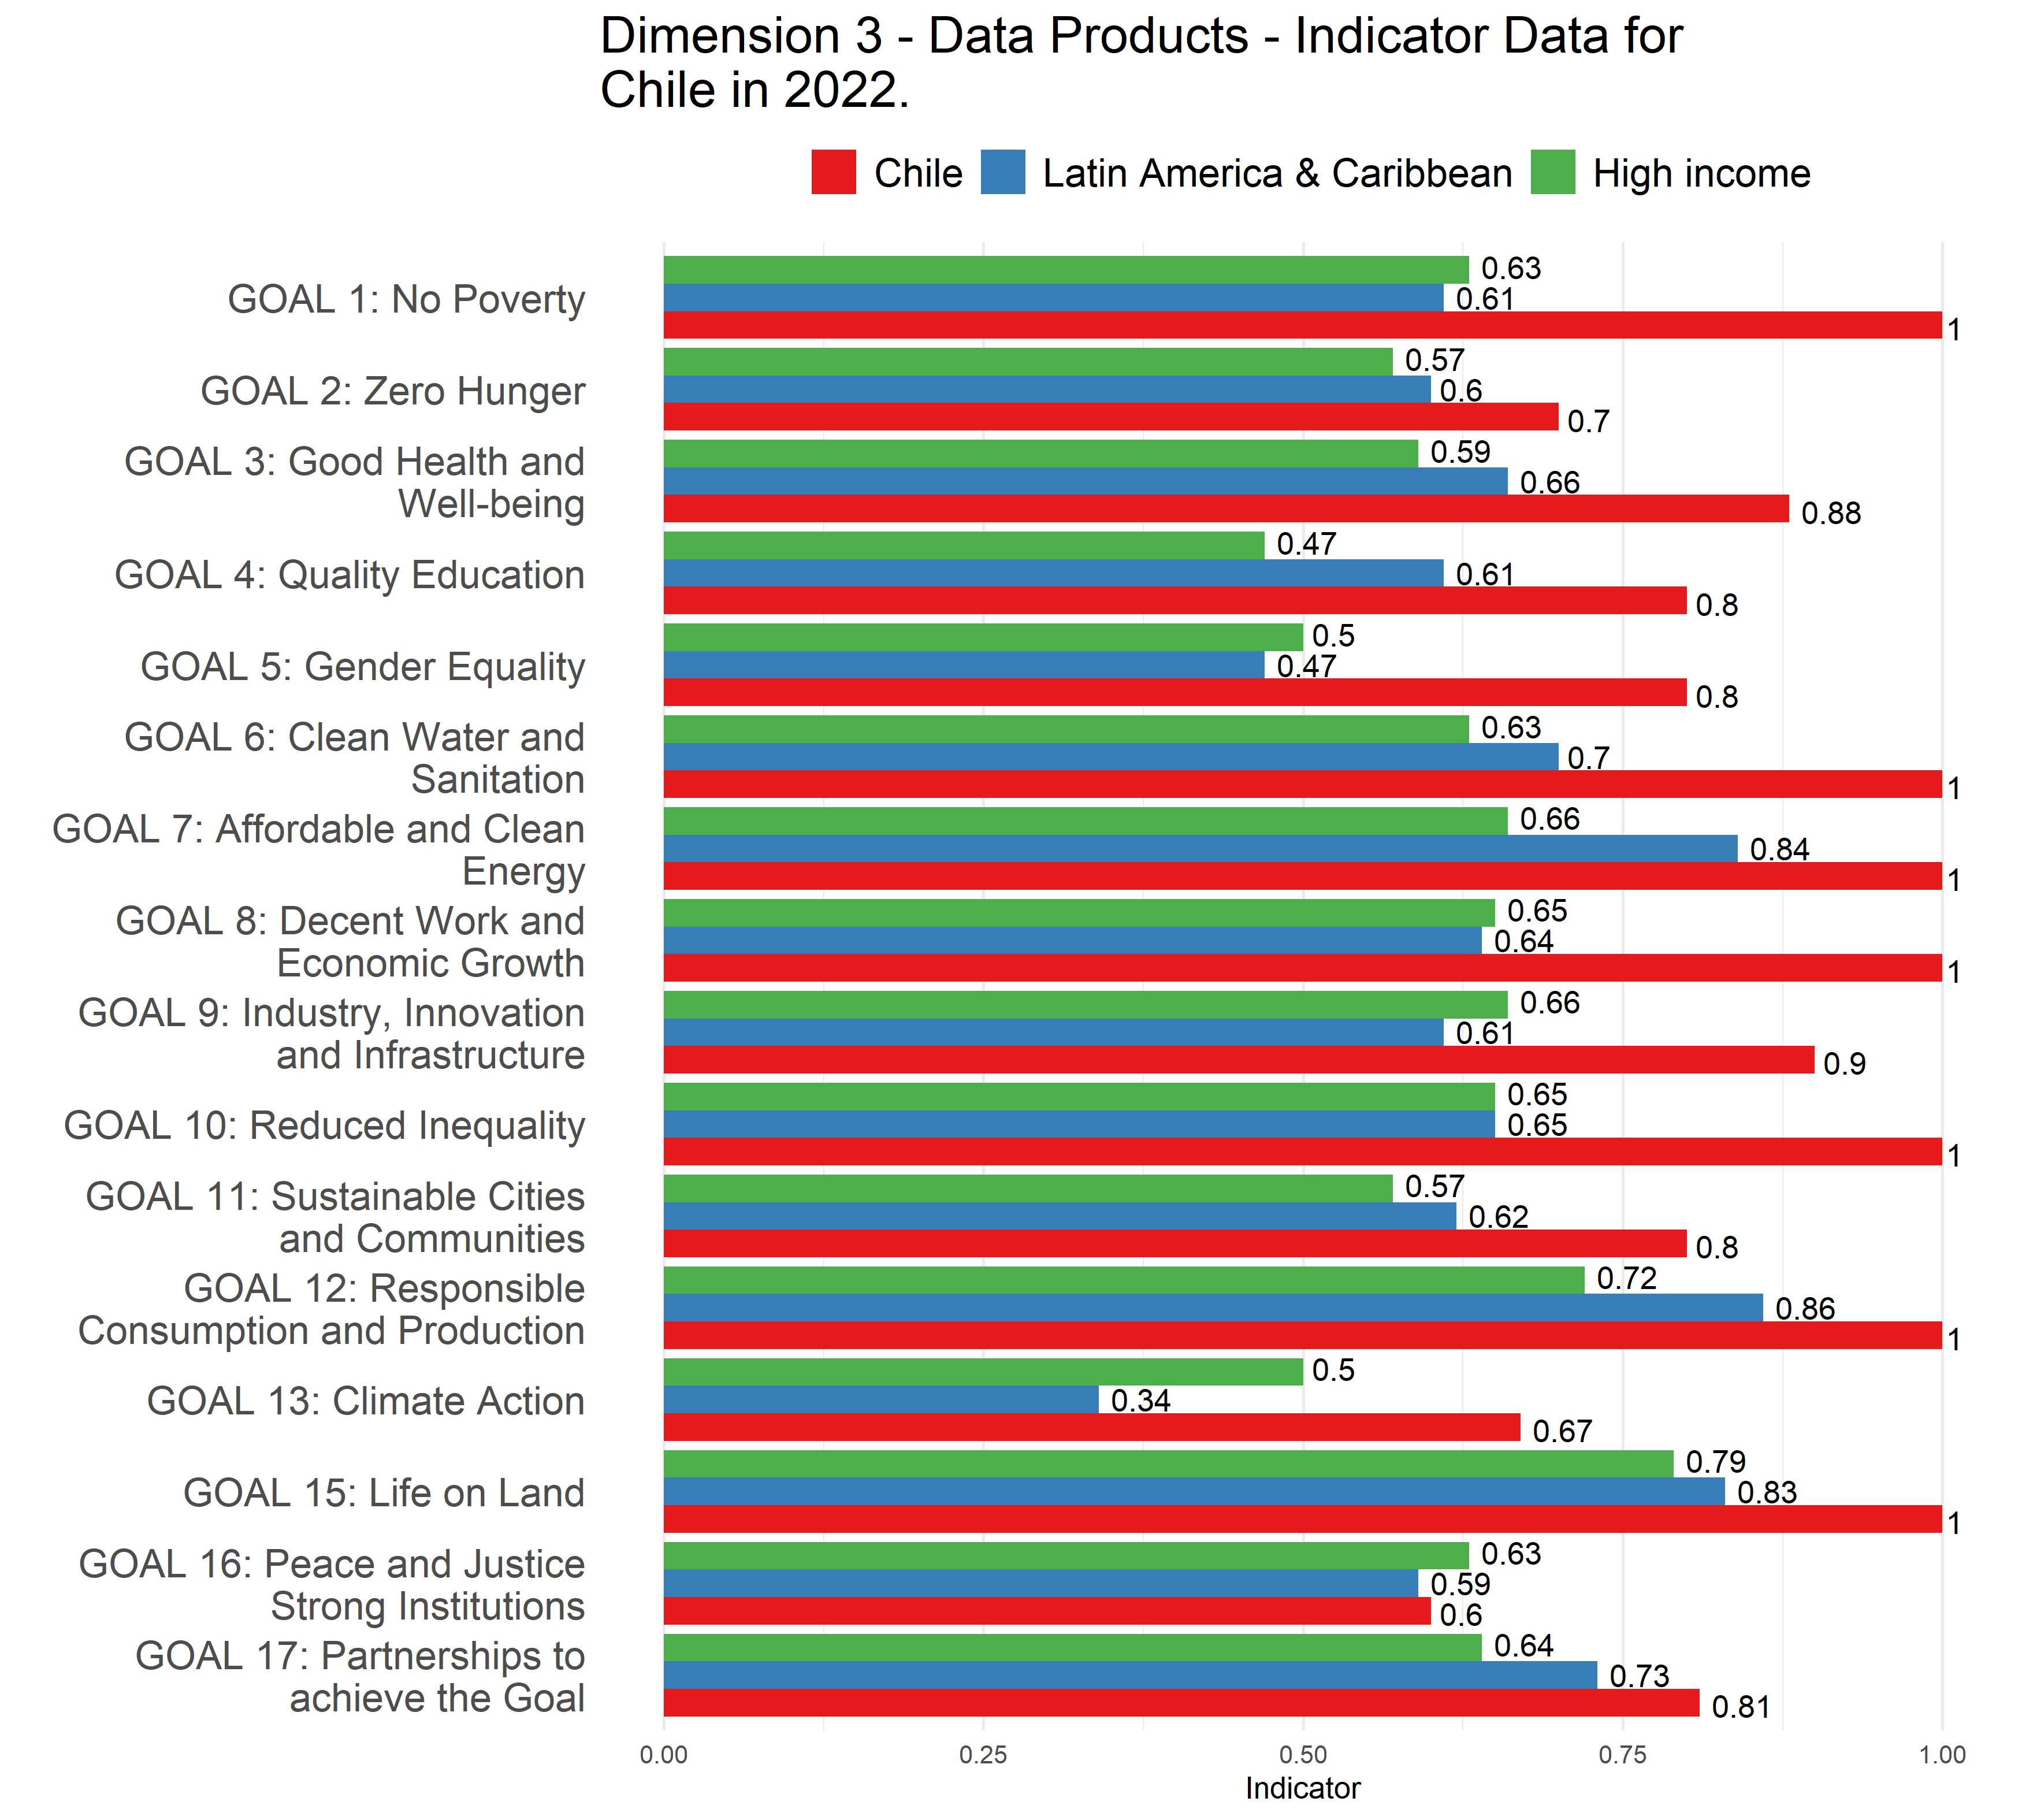 Dimension 3 - Data Products - Indicator Data for
Chile in 2022.
Chile
Latin America & Caribbean
High income
GOAL 1: No Poverty
0.63
0.61
1
GOAL 2: Zero Hunger
0.57
0.6
0.7
GOAL 3: Good Health and
Well-being
0.59
0.66
0.88
GOAL 4: Quality Education
0.47
0.61
0.8
GOAL 5: Gender Equality
0.5
0.47
0.8
GOAL 6: Clean Water and
Sanitation
0.63
0.7
1
GOAL 7: Affordable and Clean
Energy
0.66
0.84
1
GOAL 8: Decent Work and
Economic Growth
0.65
0.64
1
GOAL 9: Industry, Innovation
and Infrastructure
0.66
0.61
0.9
GOAL 10: Reduced Inequality
0.65
0.65
1
GOAL 11: Sustainable Cities
and Communities
0.57
0.62
0.8
GOAL 12: Responsible
Consumption and Production
0.72
0.86
1
GOAL 13: Climate Action
0.5
0.34
0.67
GOAL 15: Life on Land
0.79
0.83
1
GOAL 16: Peace and Justice
Strong Institutions
0.63
0.59
0.6
GOAL 17: Partnerships to
achieve the Goal
0.64
0.73
0.81
0.00
0.25
0.50
0.75
1.00
Indicator